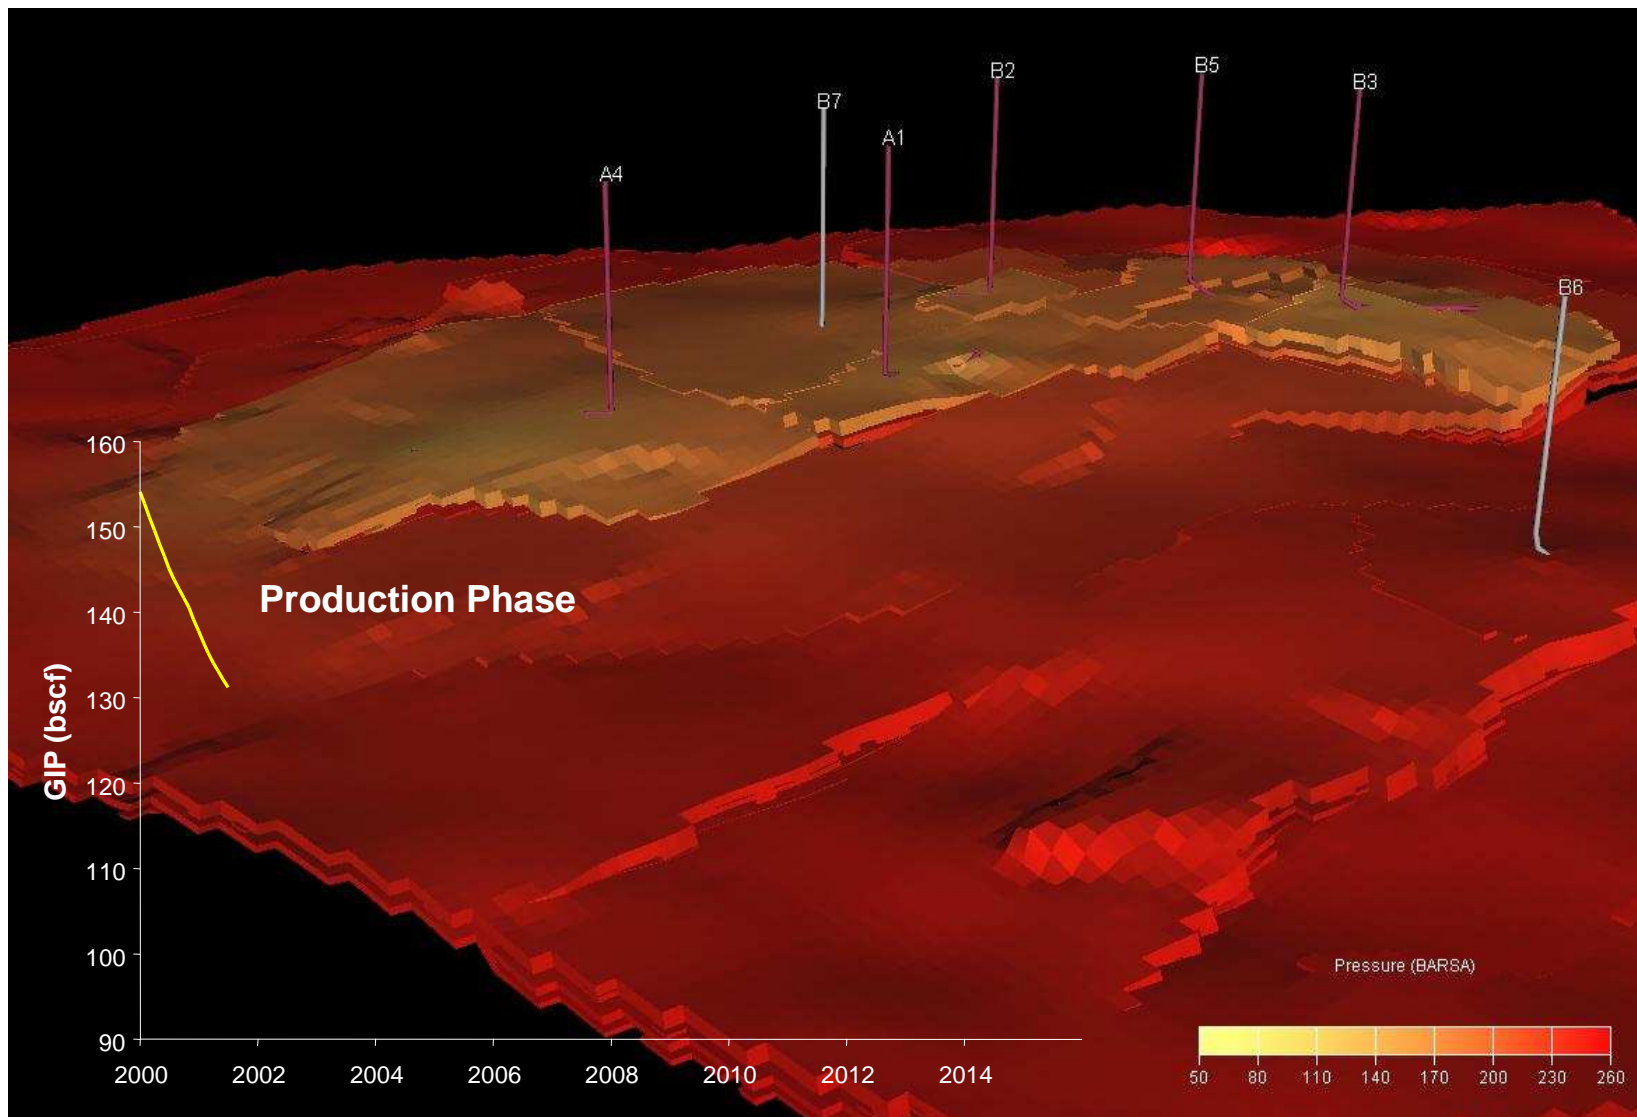 B2
B5
B3
B7
A1
A4
B6
160
150
Production Phase
140
GIP (bscf)
130
120
110
100
Pressure (BARSA)
90
2000 2002 2004 2006 2008 2010 2012 2014
50 80 110 140 170 200 230 260